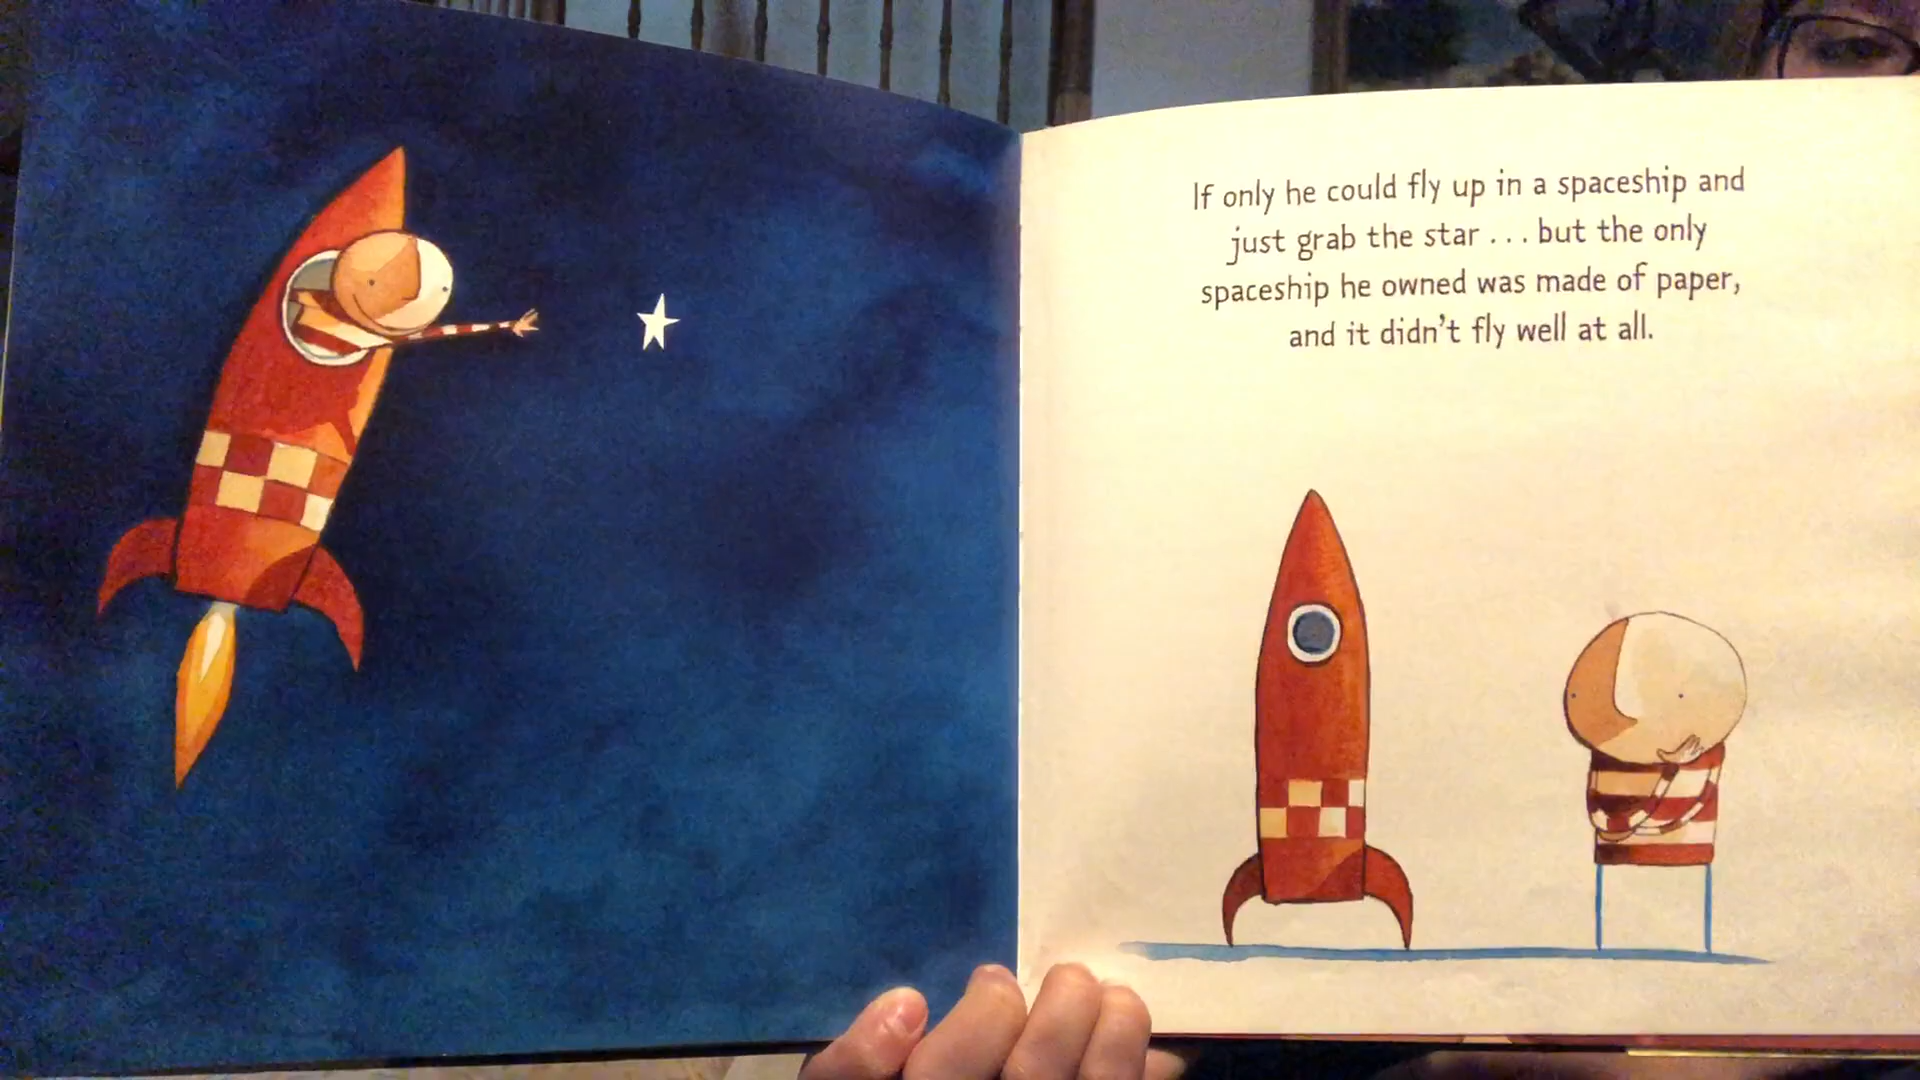 If only he could fly up in a spaceship and
just grab the star . . . but the only
spaceship he owned was made of paper,
and it didn't fly well at all.